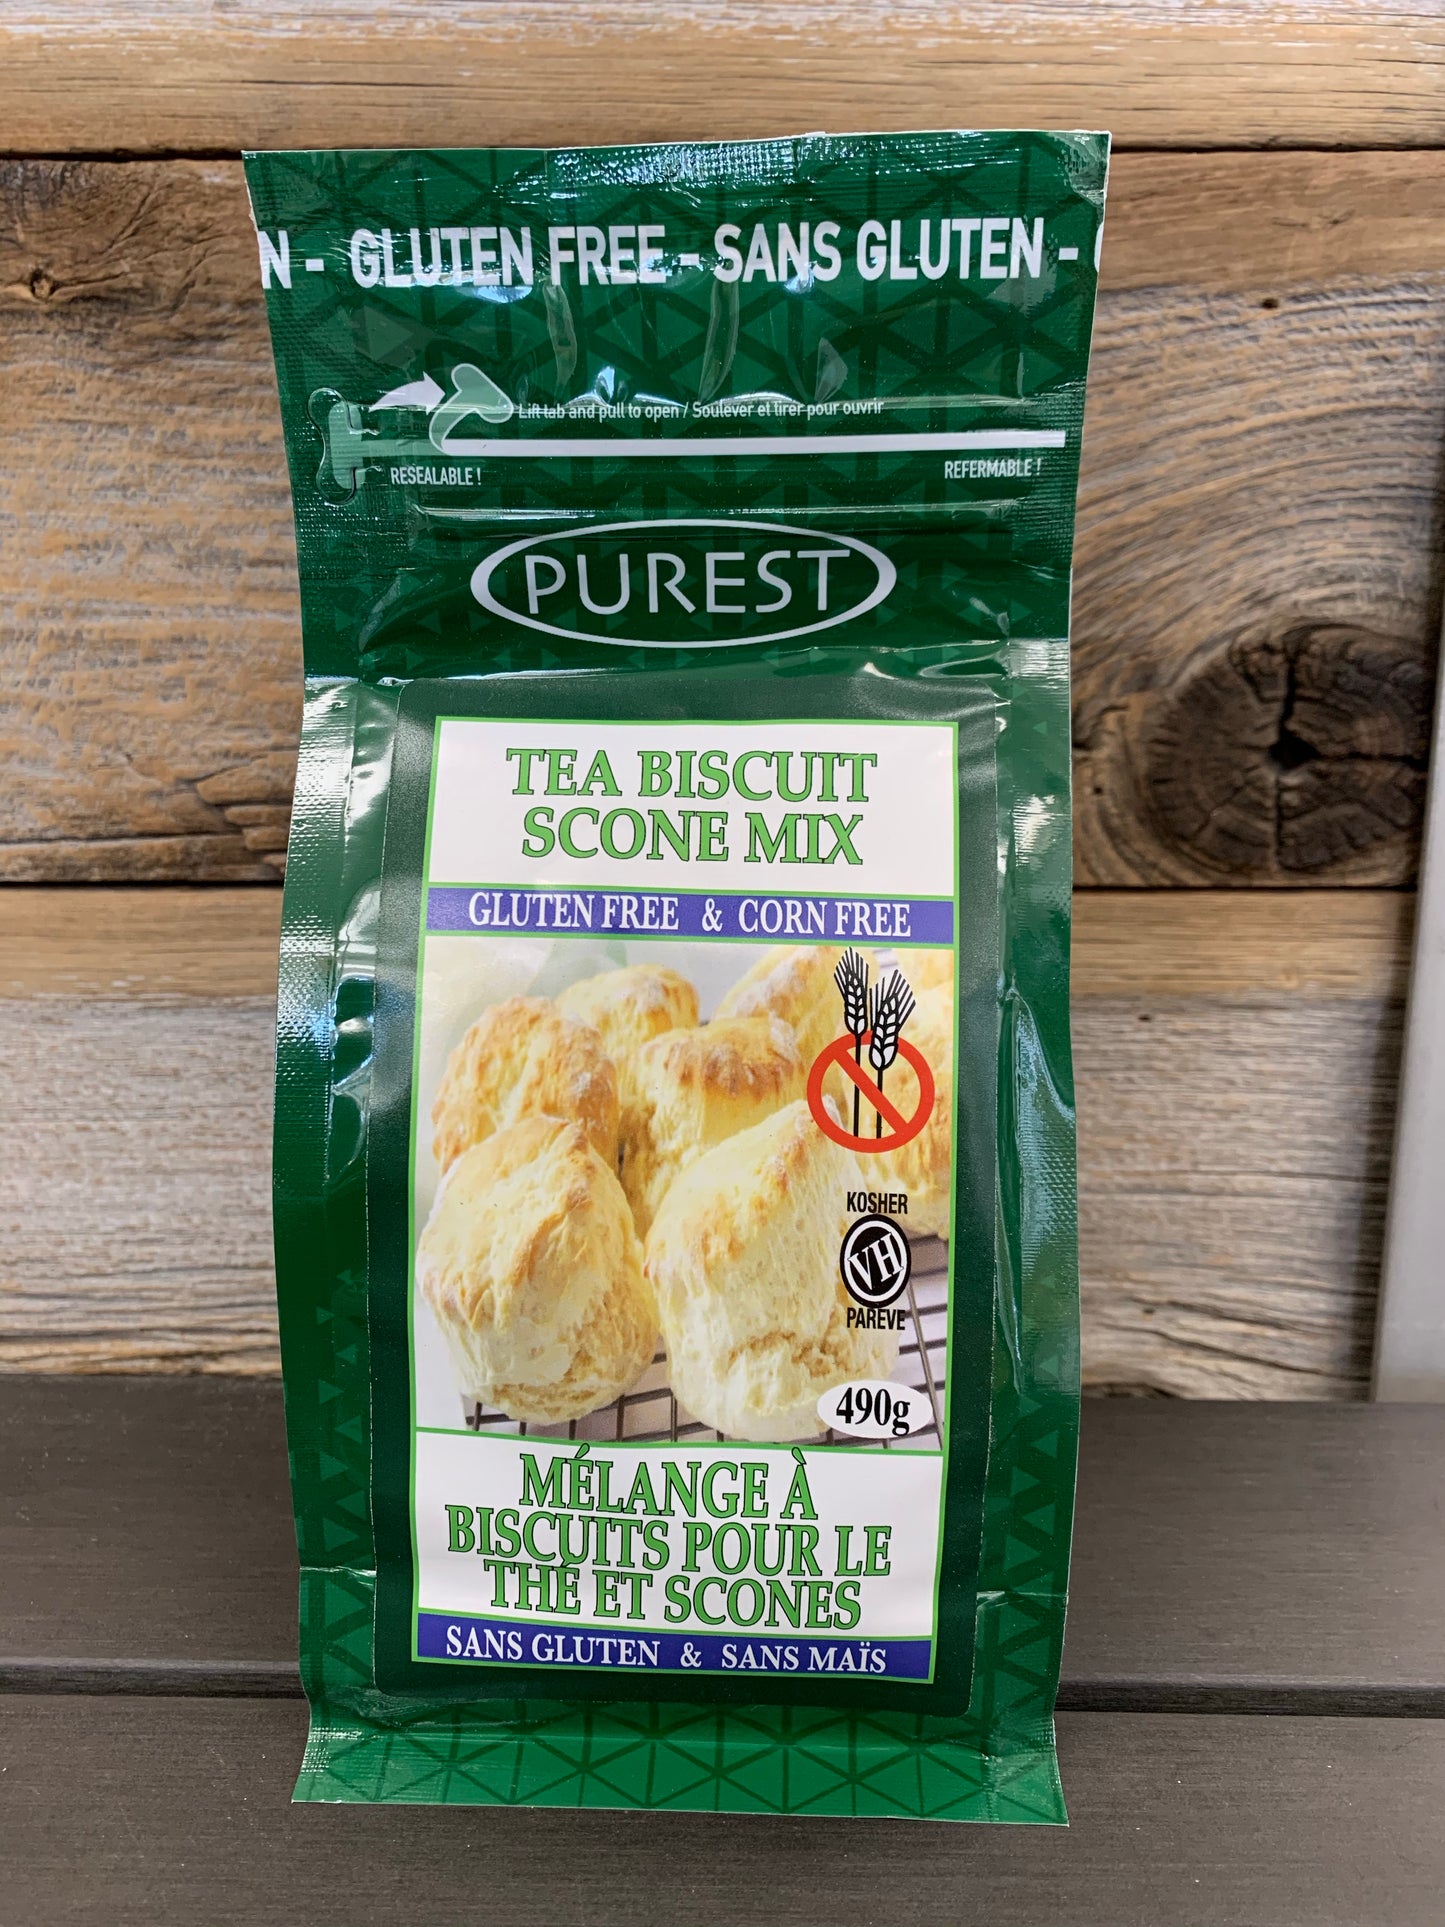 N - GLUTEN FREE - SANS GLUTEN -
Lift tab and pull to open / Soulever et tirer pour ouvrir
RESEALABLE !
REFERMABLE !
PUREST
TEA BISCUIT
SCONE MIX
GLUTEN FREE & CORN FREE
KOSHER
VH
PAREVE
490g
MÉLANGE À
BISCUITS POUR LE
THÉ ET SCONES
SANS GLUTEN & SANS MAÏS